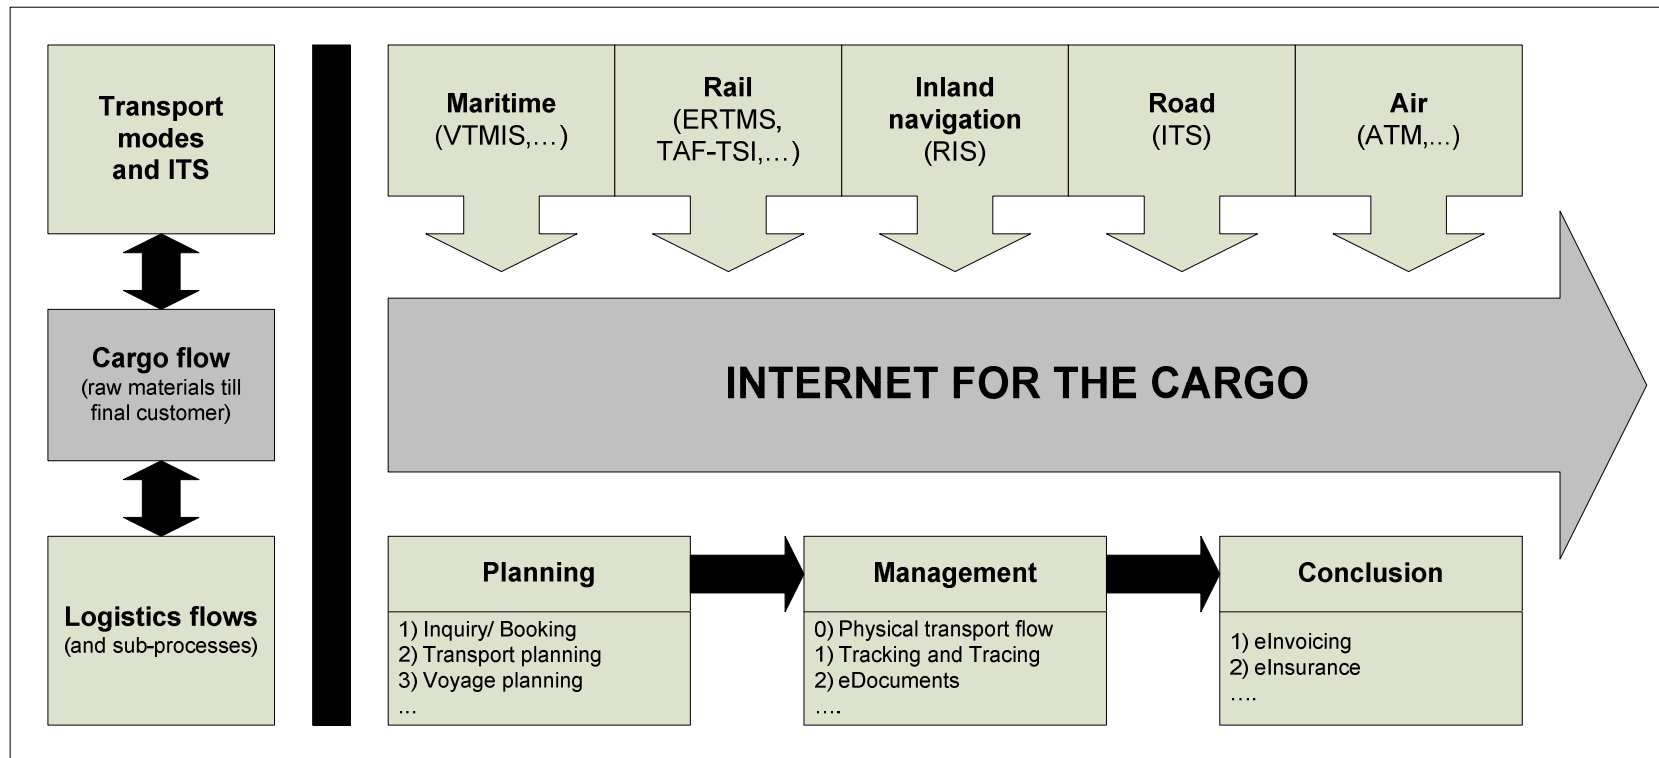 Transport
modes
and ITS
Cargo flow
(raw materials till
final customer)
Logistics flows
(and sub-processes)
Maritime
(VTMIS,…)
Rail
(ERTMS,
TAF-TSI,…)
Inland
navigation
(RIS)
Road
(ITS)
Air
(ATM,...)
INTERNET FOR THE CARGO
Planning
1) Inquiry/ Booking
2) Transport planning
3) Voyage planning
...
Management
0) Physical transport flow
1) Tracking and Tracing
2) eDocuments
….
Conclusion
1) eInvoicing
2) eInsurance
….